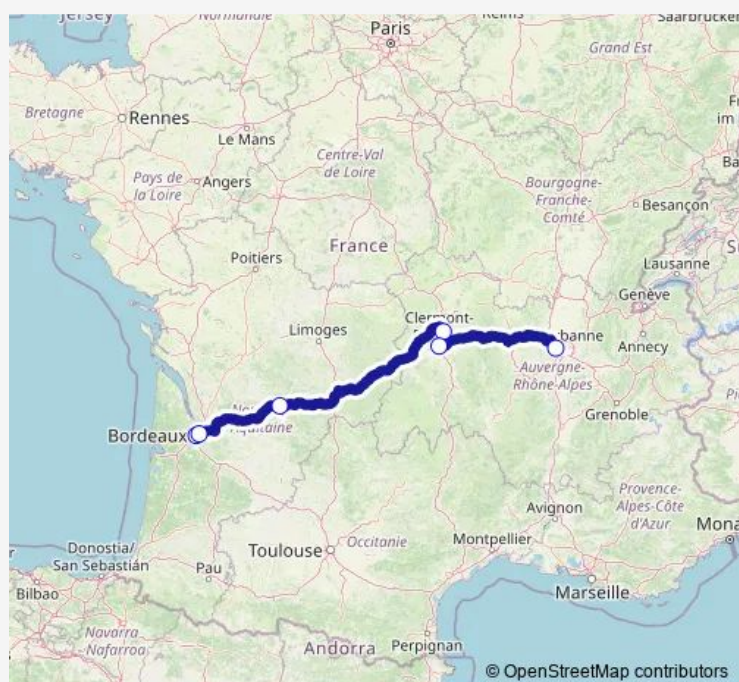 Jersey
Normandie
Paris
Reims
Saarbrücken
Grand Est
Bretagne
Rennes
Le Mans
Centre-Val
de Loire
Pays de
la Loire
Angers
Bourgogne-
Franche-
Comté
Besançon
Poitiers
France
Lausanne
Genève
Clermont-
Limoges
rbanne
Annecy
Auvergne-
Rhône-Alpes
Bordeaux
Aquitaine
Grenoble
Avignon
Provence-
Alpes-Côte
d'Azur
Donostia/
San Sebastián
Pau
Toulouse
Occitanie
Montpellier
Marseille
Mona
Bilbao
Navarra
- Nafarroa
Andorra
Perpignan
© OpenStreetMap contributors